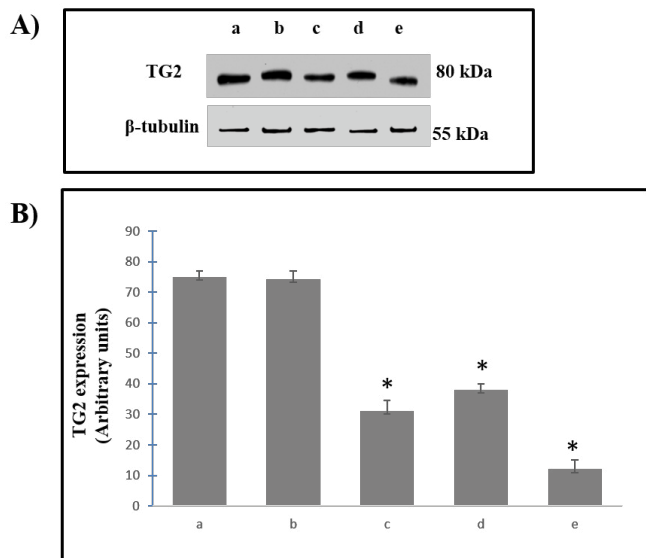 A)
a b c d e
TG2 80 kDa
β-tubulin 55 kDa
B)
TG2 expression
(Arbitrary units)
90
80
70
60
50
40
30
20
10
0
* * *
a b c d e